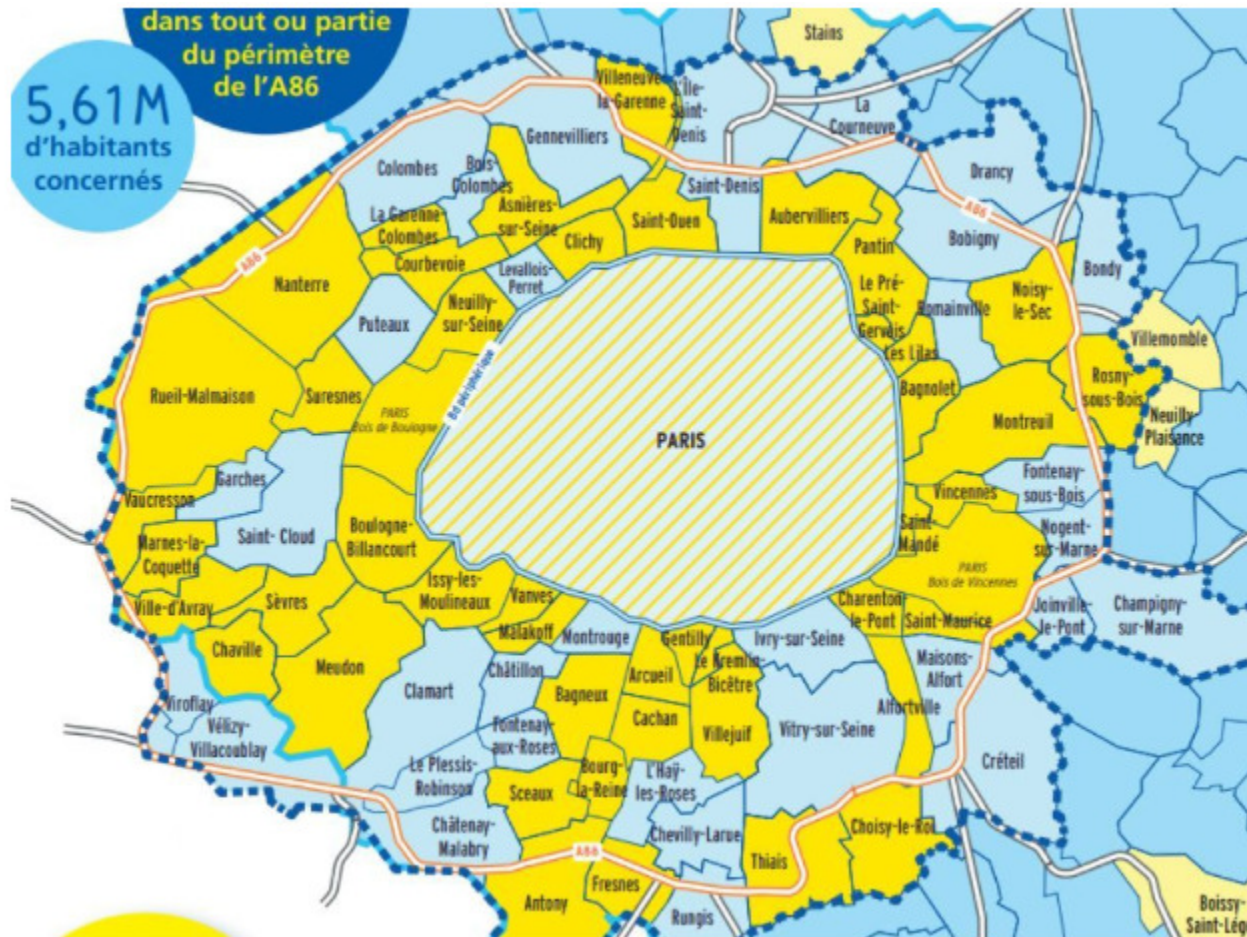 dans tout ou partie
du périmètre
de l'A86
5,61M
d'habitants
concernés
Stains
Villeneuve-
la-Garenne
L'Île-
Saint-
Denis
La
Courneuve
Gennevilliers
Colombes
Bois-
Colombes
Drancy
Saint-Denis
A86
La Garenne-
Colombes
Asnières-
sur-Seine
Saint-Ouen
Aubervilliers
Clichy
Pantin
Bobigny
Bondy
A86
Nanterre
Courbevoie
Levallois-
Perret
Neuilly-
sur-Seine
Puteaux
Le Pré-
Saint-
Gervais
Romainville
Noisy-
le-Sec
Les Lilas
Villemomble
Rueil-Malmaison
Suresnes
PARIS
Bois de Boulogne
Bd périphérique
Bagnolet
Rosny-
sous-Bois
Montreuil
Neuilly-
Plaisance
PARIS
Garches
Vaucresson
Saint- Cloud
Boulogne-
Billancourt
Vincennes
Fontenay-
sous-Bois
Saint-
Mandé
Nogent-
sur-Marne
Marnes-la-
Coquette
PARIS
Bois de Vincennes
Ville-d'Avray
Sèvres
Issy-les-
Moulineaux
Vanves
Malakoff
Montrouge
Gentilly
Ivry-sur-Seine
Charenton-
le-Pont
Saint-Maurice
Joinville-
le-Pont
Champigny-
sur-Marne
Chaville
Meudon
Clamart
Châtillon
Arcueil
Le Kremlin-
Bicêtre
Maisons-
Alfort
Bagneux
Viroflay
Vélizy-
Villacoublay
Fontenay-
aux-Roses
Cachan
Villejuif
Vitry-sur-Seine
Alfortville
Créteil
Le Plessis-
Robinson
Sceaux
Bourg-
la-Reine
L'Haÿ-
les-Roses
Châtenay-
Malabry
Chevilly-Larue
Choisy-le-Roi
Thiais
A86
Antony
Fresnes
Rungis
Boissy-
Saint-Lég